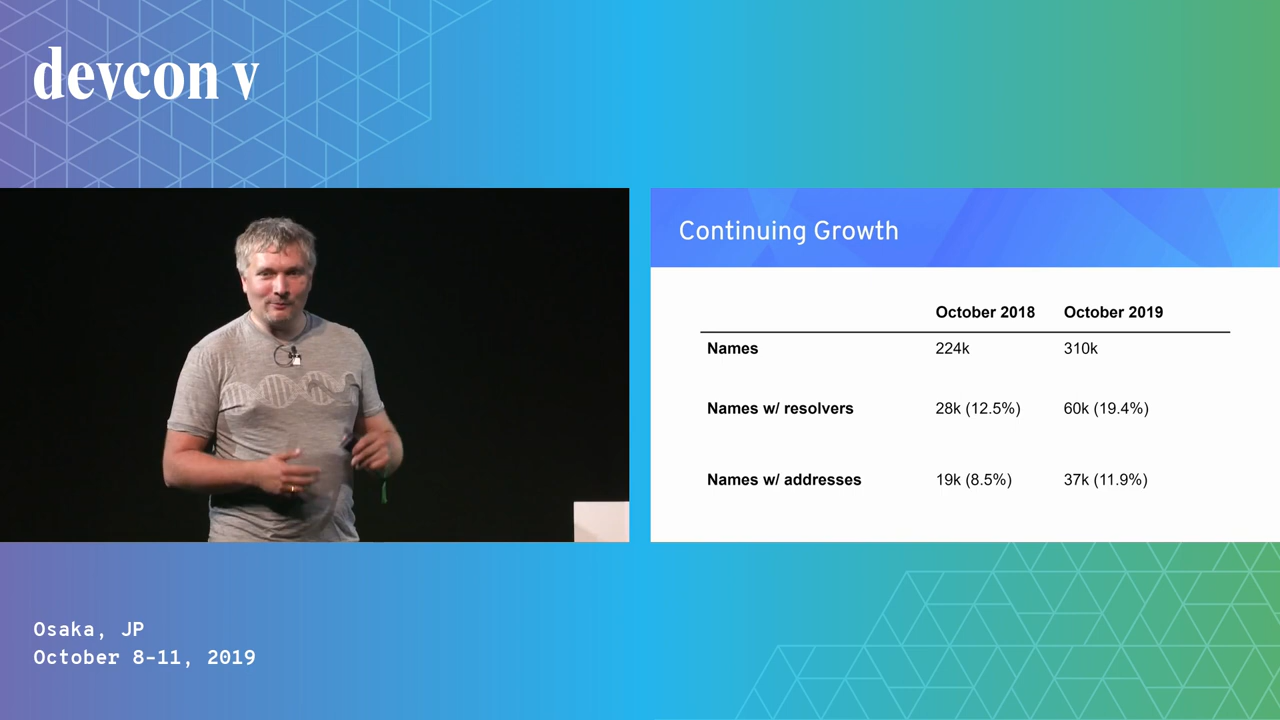 devcon v
Continuing Growth
October 2018 October 2019
Names 224k 310k
Names w/ resolvers 28k (12.5%) 60k (19.4%)
Names w/ addresses 19k (8.5%) 37k (11.9%)
Osaka, JP
October 8-11, 2019